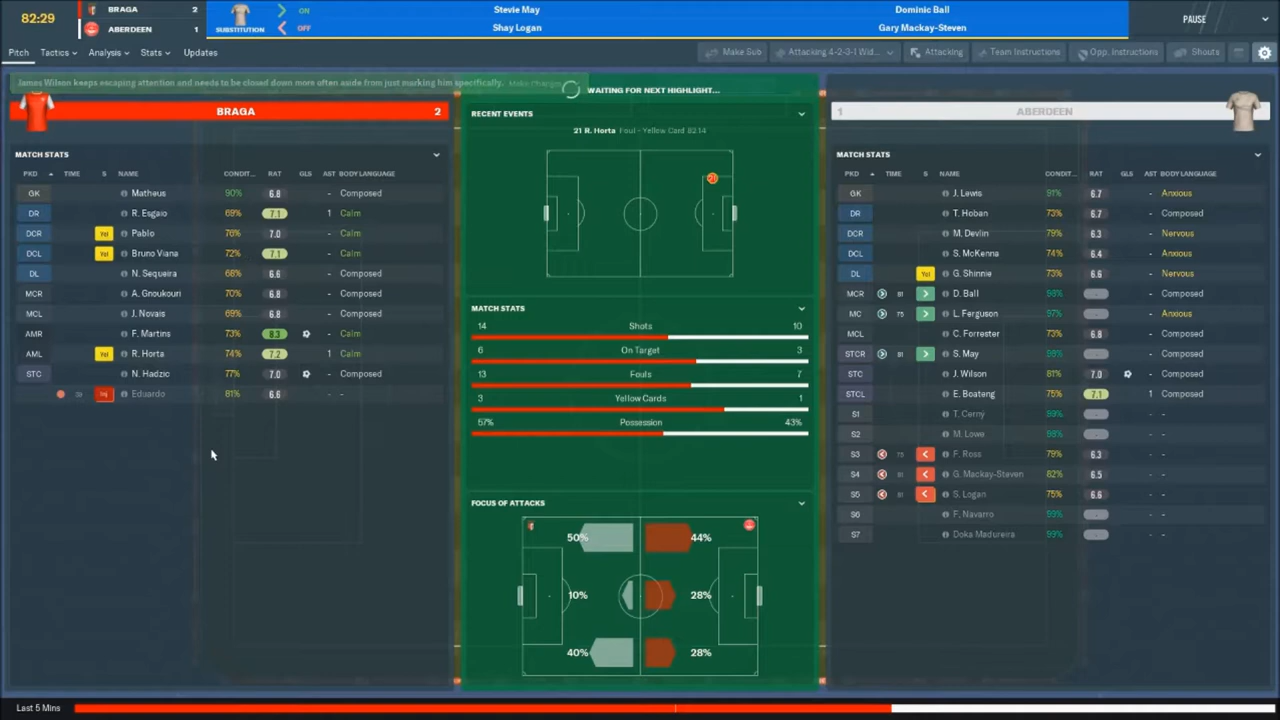 82:29
BRAGA 2
ABERDEEN 1
SUBSTITUTION
ON Stevie May Dominic Ball
OFF Shay Logan Gary Mackay-Steven
PAUSE
Pitch Tactics Analysis Stats Updates
Make Sub Attacking 4-2-3-1 Wid... Attacking Team Instructions Opp. Instructions Shouts
James Wilson keeps escaping attention and needs to be closed down more often aside from just marking him specifically.
WAITING FOR NEXT HIGHLIGHT...
BRAGA 2
1 ABERDEEN
MATCH STATS
PKD TIME S NAME CONDIT... RAT GLS AST BODY LANGUAGE
GK Matheus 90% 6.8 - Composed
DR R. Esgaio 69% 7.1 1 Calm
DCR Yel Pablo 76% 7.0 - Calm
DCL Yel Bruno Viana 72% 7.1 - Calm
DL N. Sequeira 68% 6.6 - Composed
MCR A. Gnoukouri 70% 6.8 - Composed
MCL J. Novais 69% 6.8 - Composed
AMR F. Martins 73% 8.3 - Calm
AML Yel R. Horta 74% 7.2 1 Calm
STC N. Hadzic 77% 7.0 - Composed
Inj Eduardo 81% 6.6 - -
RECENT EVENTS
21 R. Horta Foul - Yellow Card 82:14
21
MATCH STATS
14 Shots 10
6 On Target 3
13 Fouls 7
3 Yellow Cards 1
57% Possession 43%
FOCUS OF ATTACKS
50% 44%
10% 28%
40% 28%
MATCH STATS
PKD TIME S NAME CONDIT... RAT GLS AST BODY LANGUAGE
GK J. Lewis 91% 6.7 - Anxious
DR T. Hoban 73% 6.7 - Composed
DCR M. Devlin 79% 6.3 - Nervous
DCL S. McKenna 74% 6.4 - Anxious
DL Yel G. Shinnie 73% 6.6 - Nervous
MCR 81 D. Ball 98% - - Composed
MC 75 L. Ferguson 97% - - Anxious
MCL C. Forrester 73% 6.8 - Composed
STCR 81 S. May 98% - - Composed
STC J. Wilson 81% 7.0 - Composed
STCL E. Boateng 75% 7.1 1 Composed
S1 T. Cerný 99% - - -
S2 M. Lowe 98% - - -
S3 75 F. Ross 79% 6.3 - -
S4 81 G. Mackay-Steven 82% 6.5 - -
S5 81 S. Logan 75% 6.6 - -
S6 F. Navarro 99% - - -
S7 Doka Madureira 99% - - -
Last 5 Mins